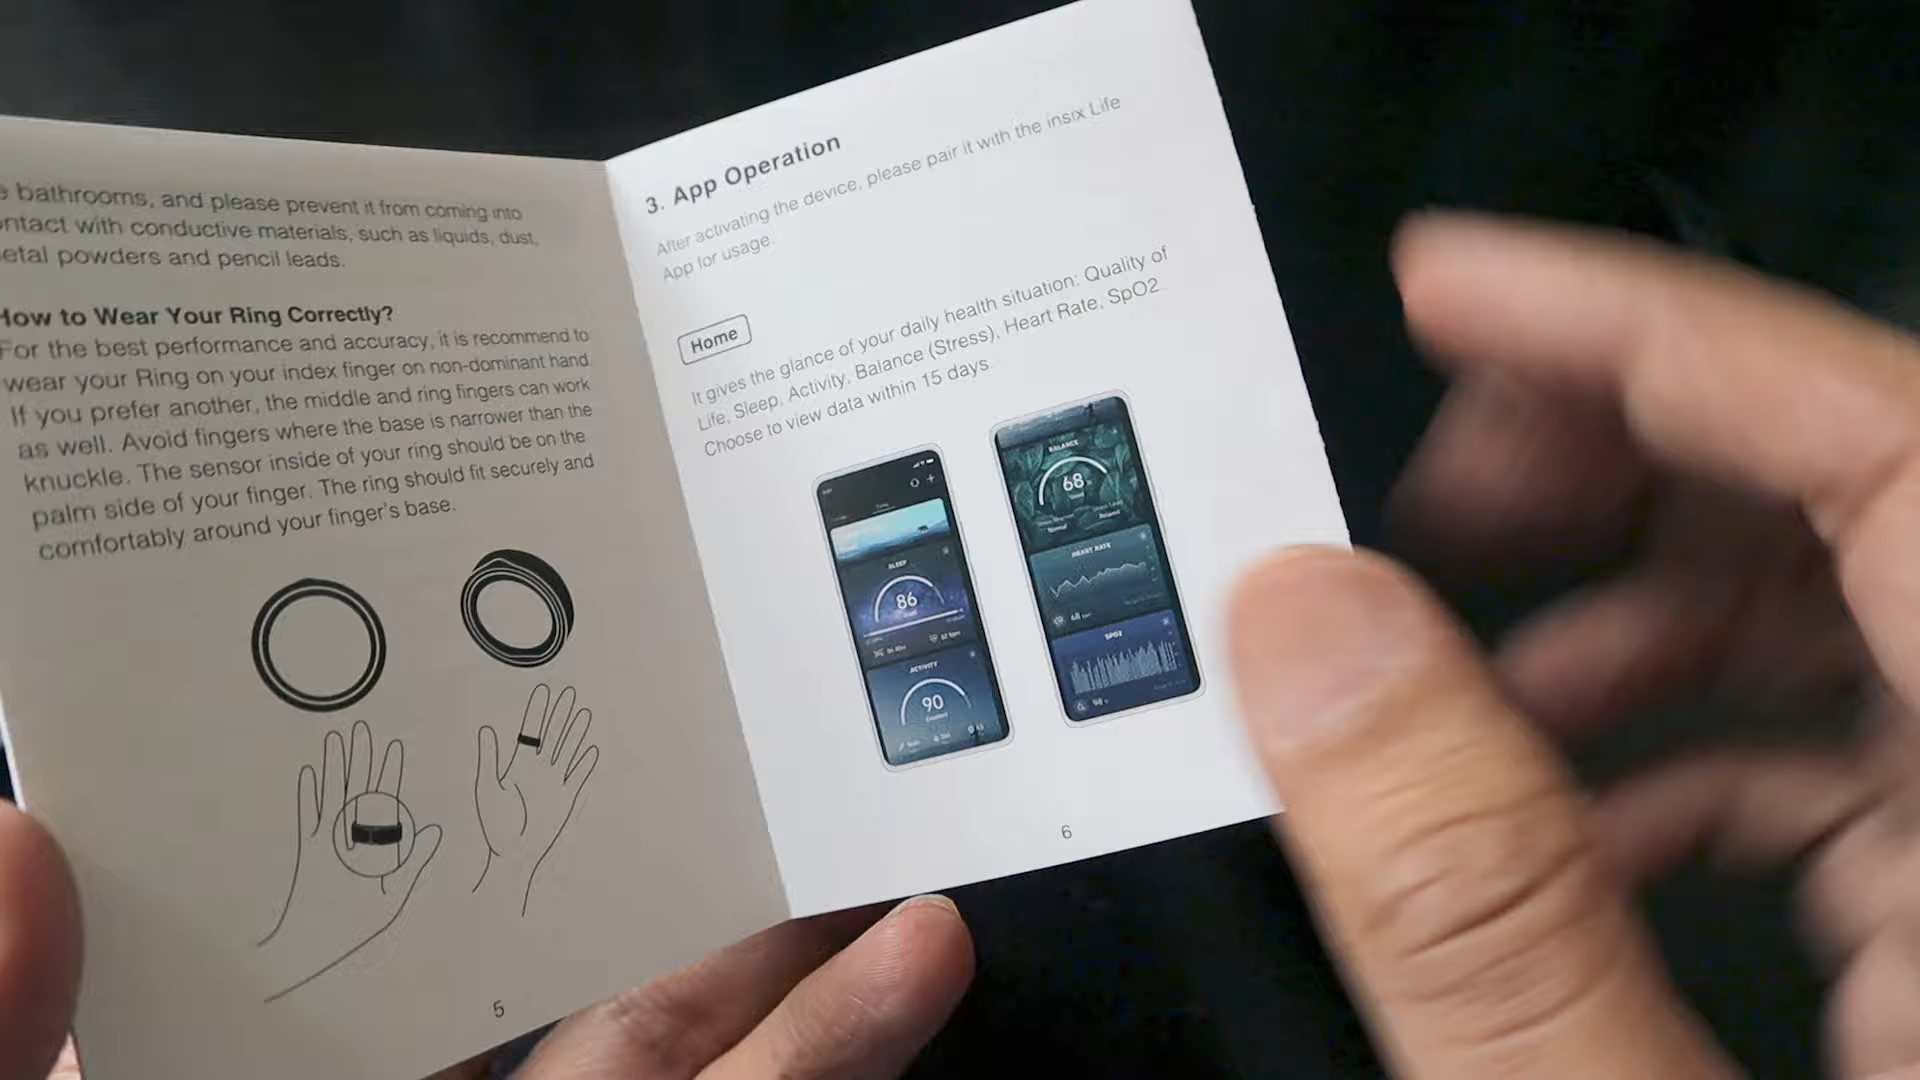 bathrooms, and please prevent it from coming into
ontact with conductive materials, such as liquids, dust,
etal powders and pencil leads.
How to Wear Your Ring Correctly?
For the best performance and accuracy, it is recommend to
wear your Ring on your index finger on non-dominant hand.
If you prefer another, the middle and ring fingers can work
as well. Avoid fingers where the base is narrower than the
knuckle. The sensor inside of your ring should be on the
palm side of your finger. The ring should fit securely and
comfortably around your finger's base.
5
3. App Operation
After activating the device, please pair it with the insix Life
App for usage.
Home
It gives the glance of your daily health situation: Quality of
Life, Sleep, Activity, Balance (Stress), Heart Rate, SpO2.
Choose to view data within 15 days.
SLEEP
86
ACTIVITY
90
Excellent
BALANCE
68
Normal
Relaxed
HEART RATE
68
SPO2
98
6